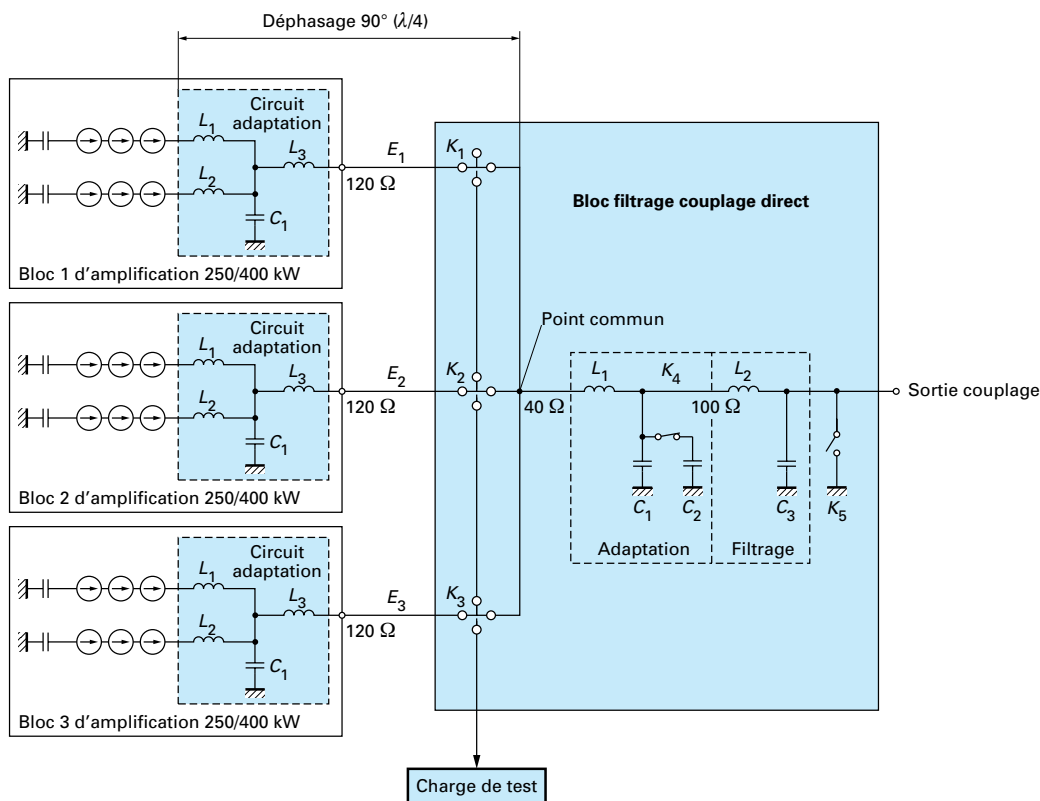 Déphasage 90° (λ/4)
Circuit
adaptation
L1
L2
L3
C1
E1
120 Ω
Bloc 1 d'amplification 250/400 kW
Circuit
adaptation
L1
L2
L3
C1
E2
120 Ω
Bloc 2 d'amplification 250/400 kW
Circuit
adaptation
L1
L2
L3
C1
E3
120 Ω
Bloc 3 d'amplification 250/400 kW
K1
K2
K3
Bloc filtrage couplage direct
Point commun
40 Ω
L1
K4
L2
100 Ω
C1
C2
C3
K5
Adaptation
Filtrage
Sortie couplage
Charge de test